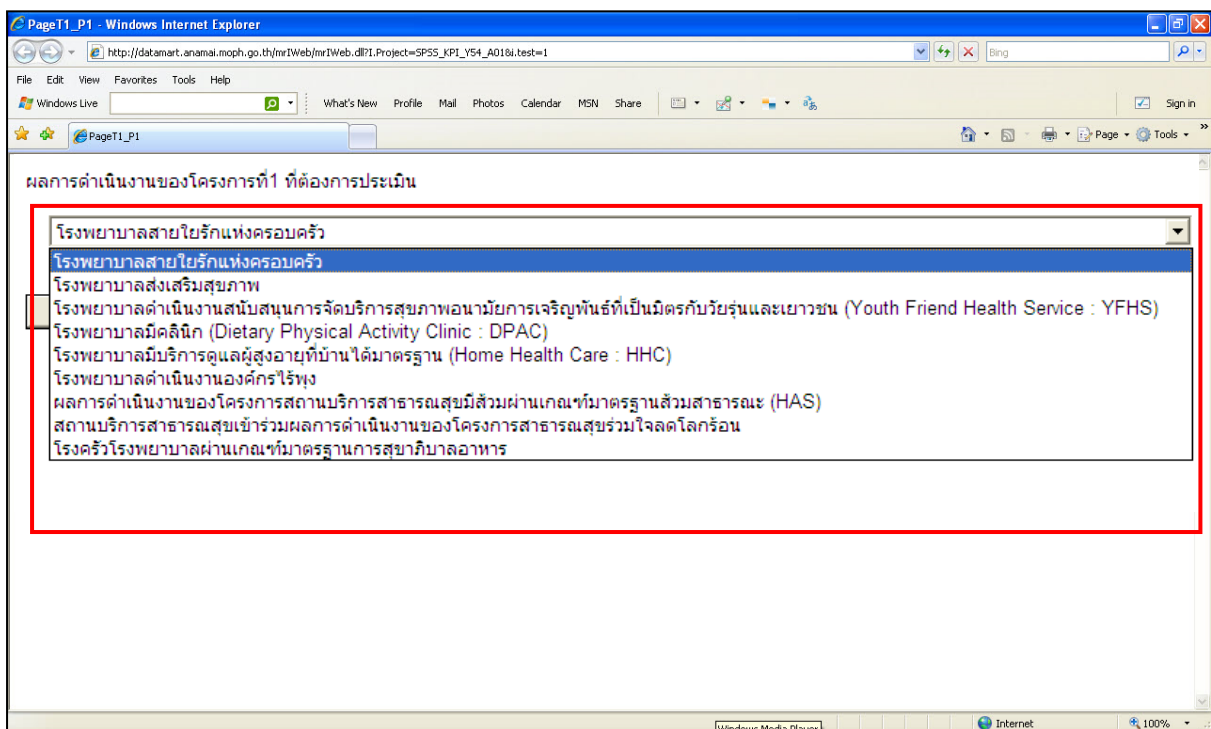 PageT1_P1 - Windows Internet Explorer
http://datamart.anamai.moph.go.th/mrIWeb/mrIWeb.dll?I.Project=SPSS_KPI_Y54_A018i.test=1
Bing
File Edit View Favorites Tools Help
Windows Live What's New Profile Mail Photos Calendar MSN Share Sign in
PageT1_P1 Page Tools
ผลการดำเนินงานของโครงการที่1 ที่ต้องการประเมิน
โรงพยาบาลสายใยรักแห่งครอบครัว
โรงพยาบาลสายใยรักแห่งครอบครัว
โรงพยาบาลส่งเสริมสุขภาพ
โรงพยาบาลดำเนินงานสนับสนุนการจัดบริการสุขภาพอนามัยการเจริญพันธ์ที่เป็นมิตรกับวัยรุ่นและเยาวชน (Youth Friend Health Service : YFHS)
โรงพยาบาลมีคลินิก (Dietary Physical Activity Clinic : DPAC)
โรงพยาบาลมีบริการดูแลผู้สูงอายุที่บ้านได้มาตรฐาน (Home Health Care : HHC)
โรงพยาบาลดำเนินงานองค์กรไร้พุง
ผลการดำเนินงานของโครงการสถานบริการสาธารณสุขมีส้วมผ่านเกณฑ์มาตรฐานส้วมสาธารณะ (HAS)
สถานบริการสาธารณสุขเข้าร่วมผลการดำเนินงานของโครงการสาธารณสุขร่วมใจลดโลกร้อน
โรงครัวโรงพยาบาลผ่านเกณฑ์มาตรฐานการสุขาภิบาลอาหาร
Windows Media Player
Internet 100%